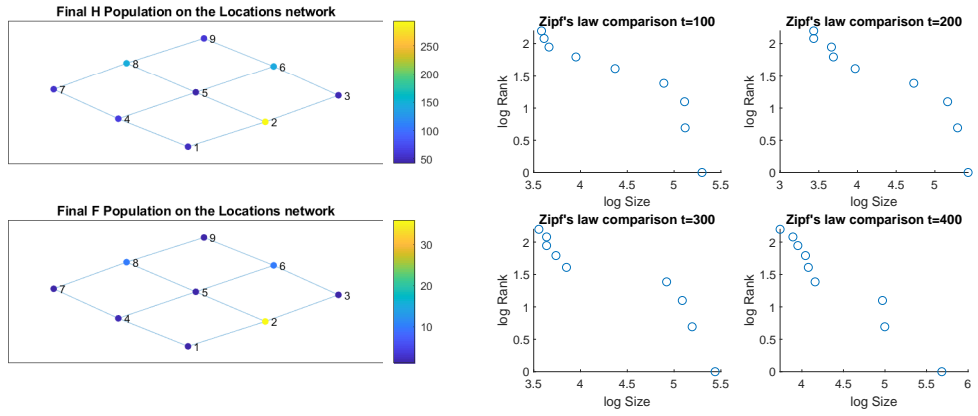 Final H Population on the Locations network
9
8
6
7
5
3
4
2
1
250
200
150
100
50
Final F Population on the Locations network
9
8
6
7
5
3
4
2
1
30
20
10
Zipf's law comparison t=100
2
1.5
1
0.5
0
3.5 4 4.5 5 5.5
log Rank
log Size
Zipf's law comparison t=200
2
1.5
1
0.5
0
3 3.5 4 4.5 5
log Rank
log Size
Zipf's law comparison t=300
2
1.5
1
0.5
0
3.5 4 4.5 5 5.5
log Rank
log Size
Zipf's law comparison t=400
2
1.5
1
0.5
0
4 4.5 5 5.5 6
log Rank
log Size